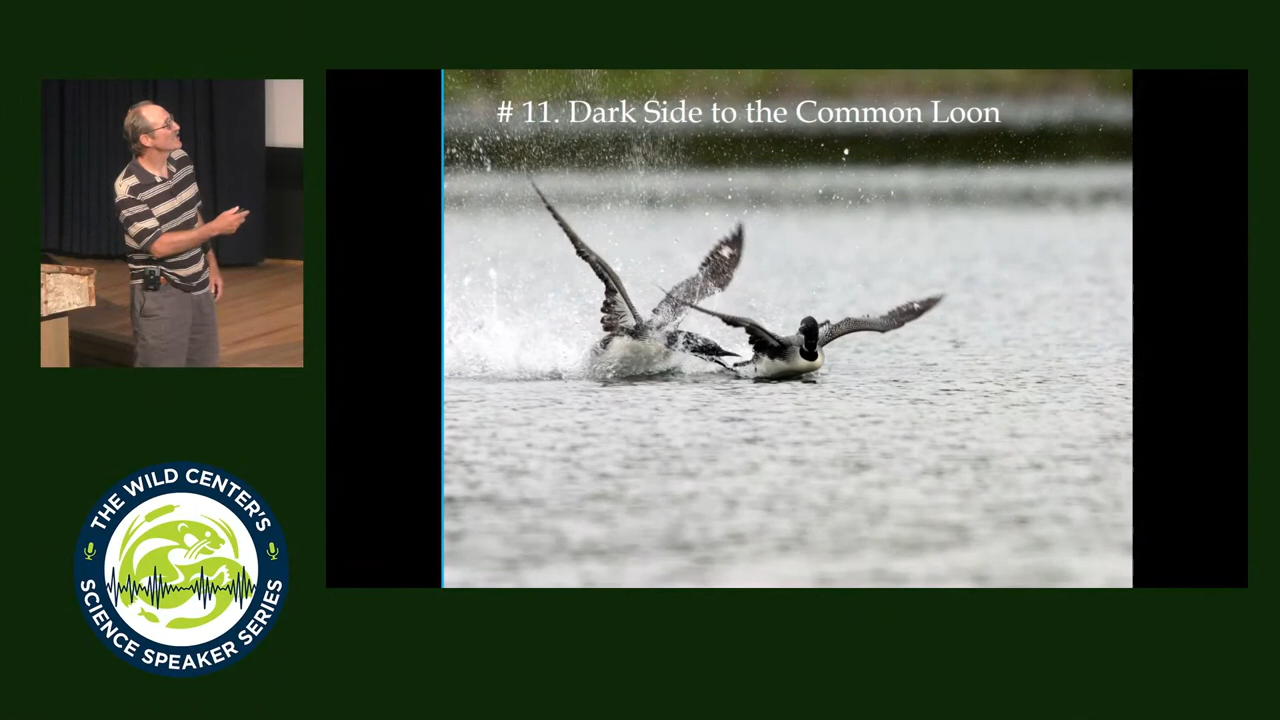 # 11. Dark Side to the Common Loon
THE WILD CENTER'S
SCIENCE SPEAKER SERIES